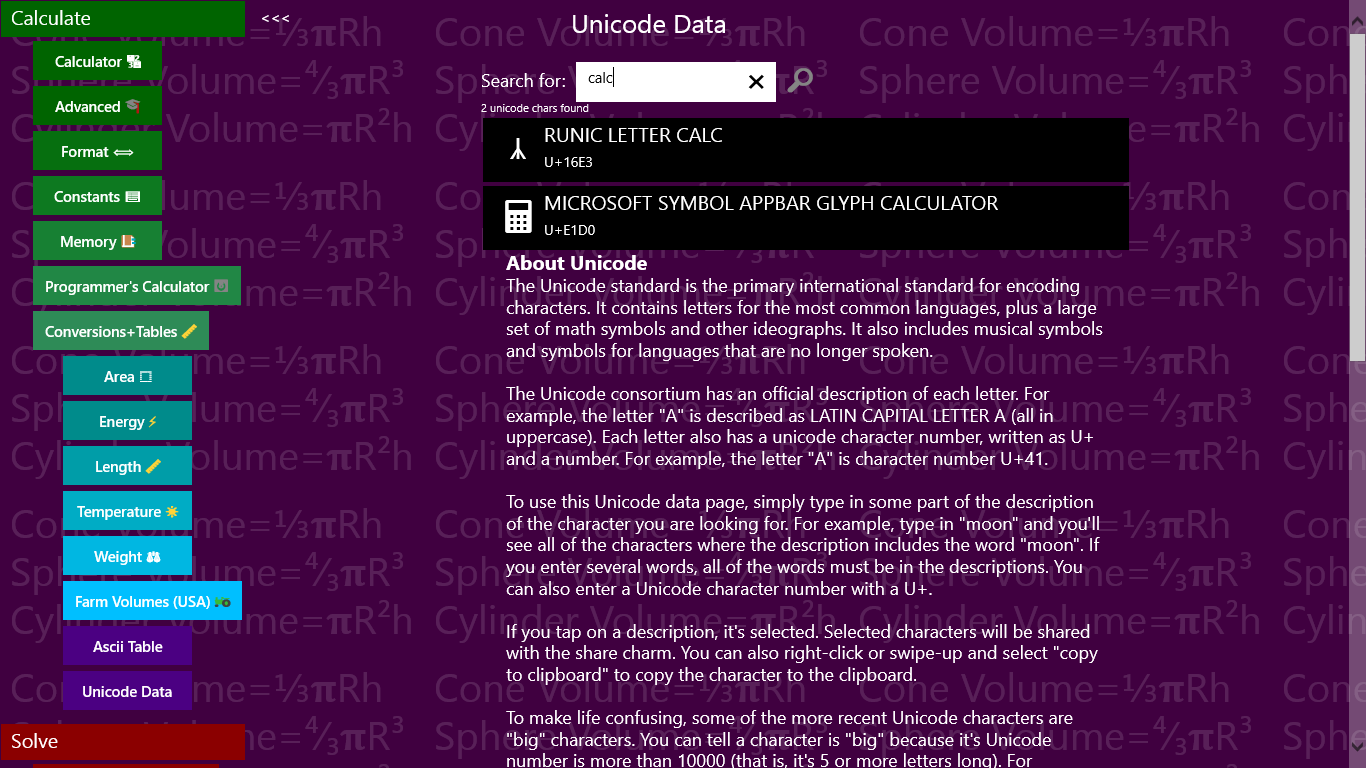 Calculate
<<<
Calculator
Advanced
Format
Constants
Memory
Programmer's Calculator
Conversions+Tables
Area
Energy
Length
Temperature
Weight
Farm Volumes (USA)
Ascii Table
Unicode Data
Solve
Unicode Data
Search for: calc
2 unicode chars found
RUNIC LETTER CALC
U+16E3
MICROSOFT SYMBOL APPBAR GLYPH CALCULATOR
U+E1D0
About Unicode
The Unicode standard is the primary international standard for encoding
characters. It contains letters for the most common languages, plus a large
set of math symbols and other ideographs. It also includes musical symbols
and symbols for languages that are no longer spoken.
The Unicode consortium has an official description of each letter. For
example, the letter "A" is described as LATIN CAPITAL LETTER A (all in
uppercase). Each letter also has a unicode character number, written as U+
and a number. For example, the letter "A" is character number U+41.
To use this Unicode data page, simply type in some part of the description
of the character you are looking for. For example, type in "moon" and you'll
see all of the characters where the description includes the word "moon". If
you enter several words, all of the words must be in the descriptions. You
can also enter a Unicode character number with a U+.
If you tap on a description, it's selected. Selected characters will be shared
with the share charm. You can also right-click or swipe-up and select "copy
to clipboard" to copy the character to the clipboard.
To make life confusing, some of the more recent Unicode characters are
"big" characters. You can tell a character is "big" because it's Unicode
number is more than 10000 (that is, it's 5 or more letters long). For
Cone Volume=⅓πRh
Sphere Volume=⁴⁄₃πR³
Cylinder Volume=πR²h